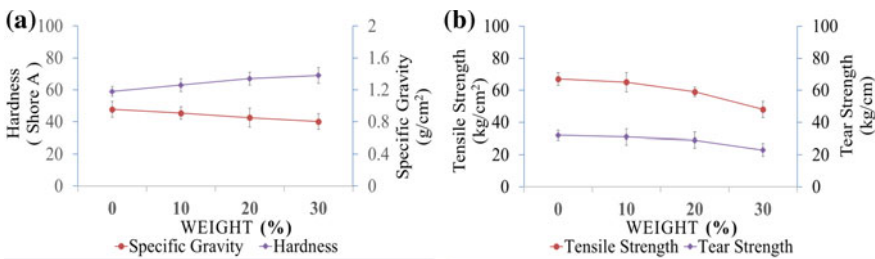 (a)
Hardness
( Shore A )
100
80
60
40
20
0
2
1.6
1.2
0.8
0.4
0
Specific Gravity
(g/cm²)
0 10 20 30
WEIGHT (%)
Specific Gravity Hardness
(b)
Tensile Strength
(kg/cm²)
100
80
60
40
20
0
100
80
60
40
20
0
Tear Strength
(kg/cm)
0 10 20 30
WEIGHT (%)
Tensile Strength Tear Strength